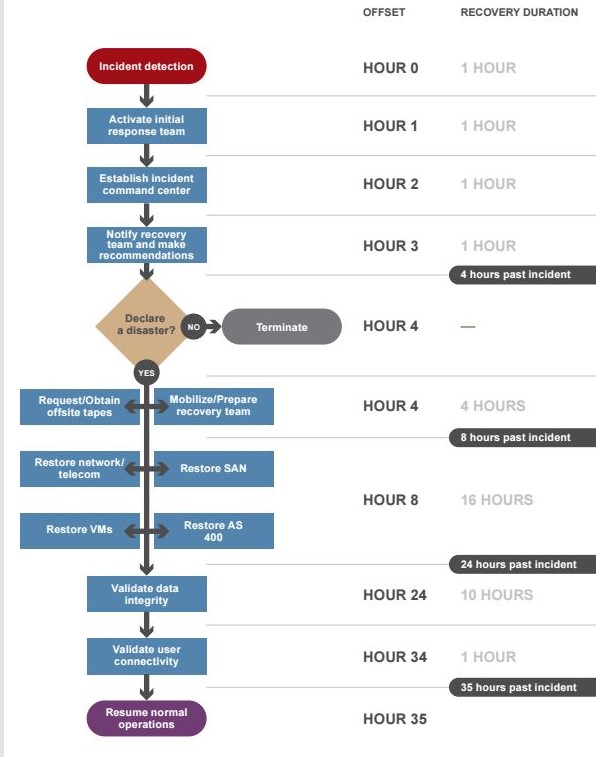 OFFSET RECOVERY DURATION
Incident detection
HOUR 0 1 HOUR
Activate initial
response team
HOUR 1 1 HOUR
Establish incident
command center
HOUR 2 1 HOUR
Notify recovery
team and make
recommendations
HOUR 3 1 HOUR
4 hours past incident
Declare
a disaster?
NO
Terminate
HOUR 4 —
YES
Request/Obtain
offsite tapes
Mobilize/Prepare
recovery team
HOUR 4 4 HOURS
8 hours past incident
Restore network/
telecom
Restore SAN
HOUR 8 16 HOURS
Restore VMs
Restore AS
400
24 hours past incident
Validate data
integrity
HOUR 24 10 HOURS
Validate user
connectivity
HOUR 34 1 HOUR
35 hours past incident
Resume normal
operations
HOUR 35